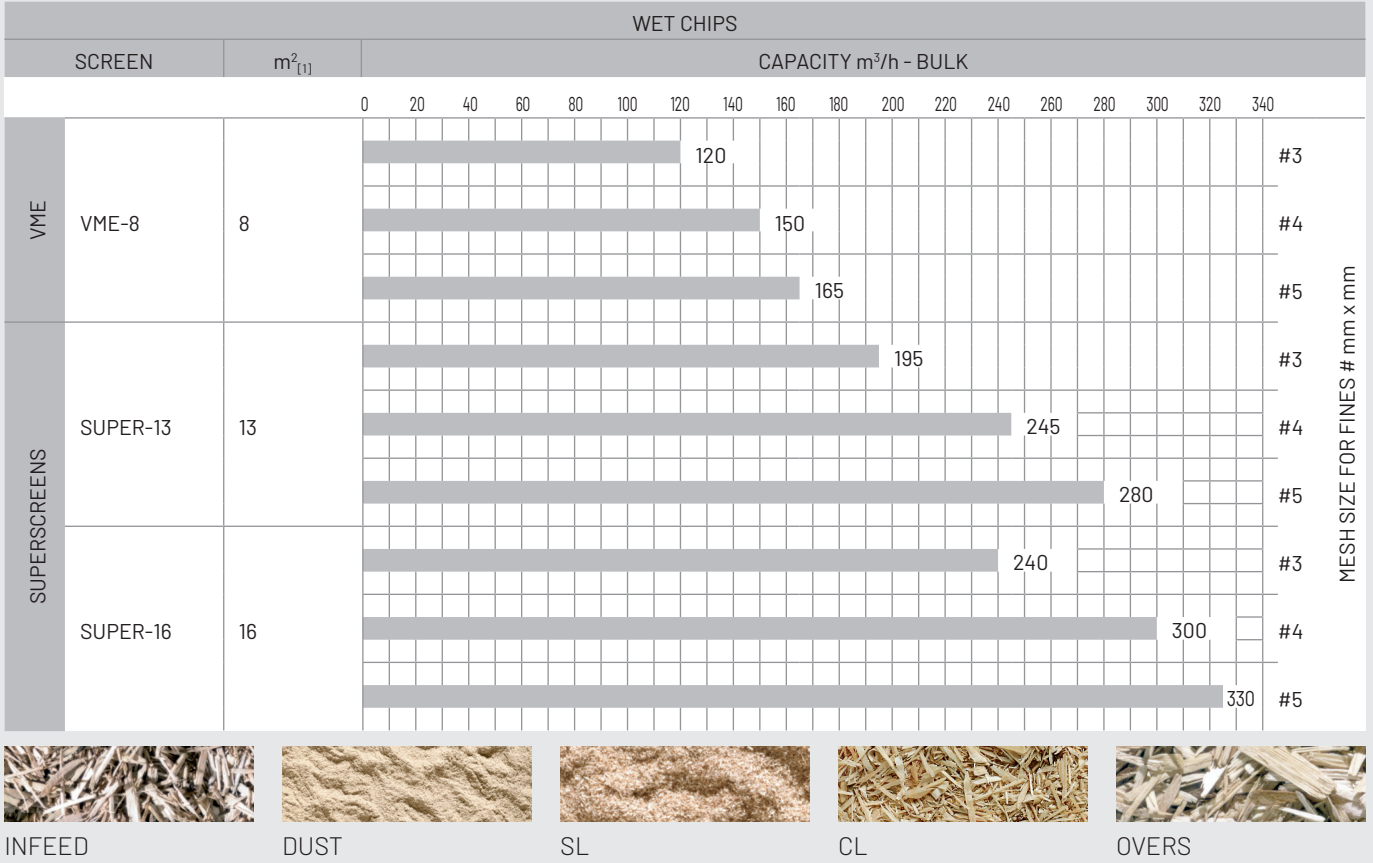 WET CHIPS
SCREEN m²[1] CAPACITY m³/h - BULK
0 20 40 60 80 100 120 140 160 180 200 220 240 260 280 300 320 340
VME
VME-8 8
120 #3
150 #4
165 #5
SUPERSCREENS
SUPER-13 13
195 #3
245 #4
280 #5
SUPER-16 16
240 #3
300 #4
330 #5
MESH SIZE FOR FINES # mm x mm
INFEED DUST SL CL OVERS